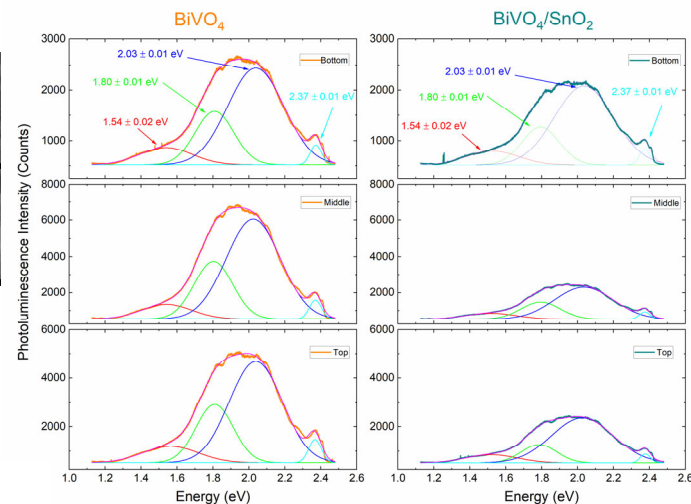 BiVO₄
BiVO₄/SnO₂
Photoluminescence Intensity (Counts)
3000
2000
1000
2.03 ± 0.01 eV
1.80 ± 0.01 eV
1.54 ± 0.02 eV
2.37 ± 0.01 eV
Bottom
3000
2000
1000
2.03 ± 0.01 eV
1.80 ± 0.01 eV
1.54 ± 0.02 eV
2.37 ± 0.01 eV
Bottom
8000
6000
4000
2000
Middle
8000
6000
4000
2000
Middle
6000
4000
2000
Top
6000
4000
2000
Top
1.0 1.2 1.4 1.6 1.8 2.0 2.2 2.4 2.6
1.0 1.2 1.4 1.6 1.8 2.0 2.2 2.4 2.6
Energy (eV)
Energy (eV)